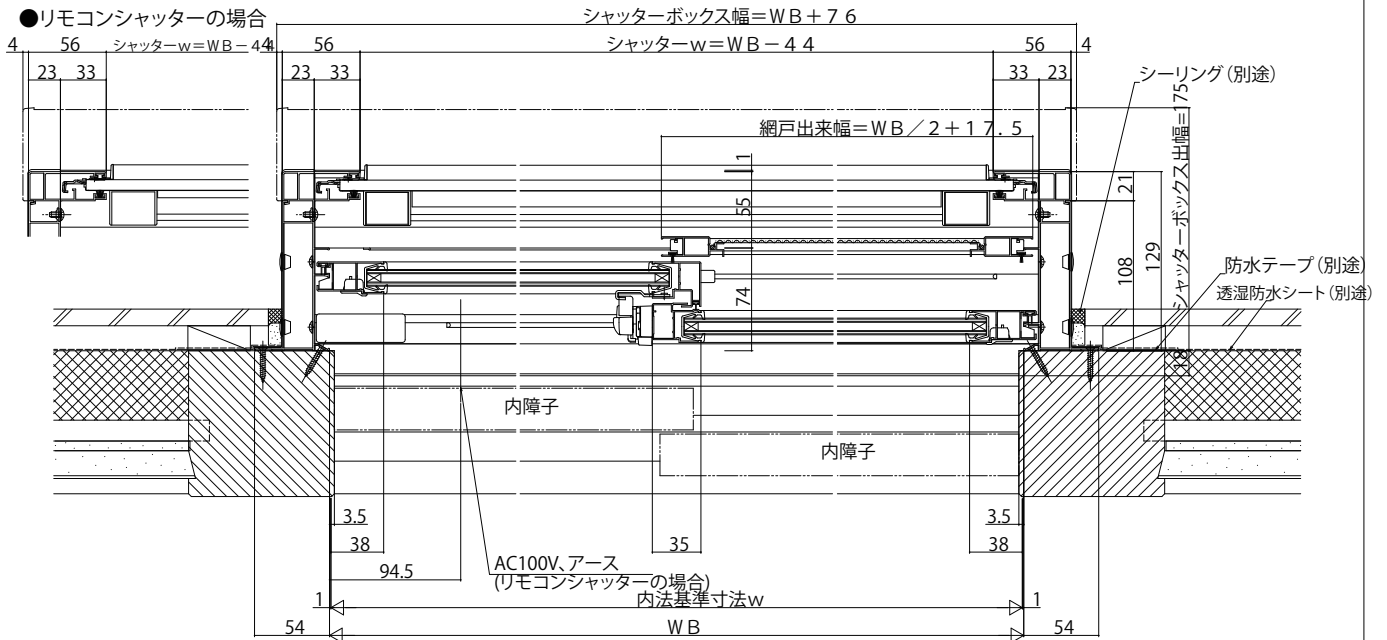 ●リモコンシャッターの場合
シャッターボックス幅=WB+76
4
56
シャッターw=WB-44
4
56
シャッターw=WB-44
56
4
23
33
23
33
33
23
シーリング(別途)
網戸出来幅=WB/2+17.5
シャッターボックス出幅=175
1
21
55
108
129
74
18
防水テープ(別途)
透湿防水シート(別途)
内障子
内障子
3.5
3.5
38
35
38
94.5
AC100V、アース
(リモコンシャッターの場合)
1
内法基準寸法w
1
54
WB
54